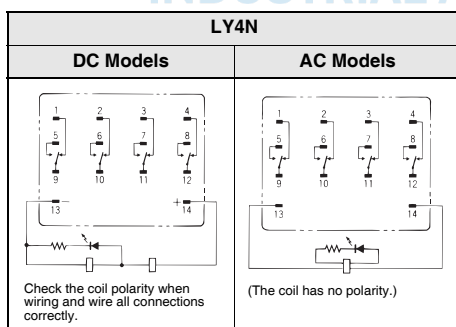 LY4N
DC Models
AC Models
1 2 3 4
5 6 7 8
9 10 11 12
13 − + 14
Check the coil polarity when
wiring and wire all connections
correctly.
1 2 3 4
5 6 7 8
9 10 11 12
13 14
(The coil has no polarity.)